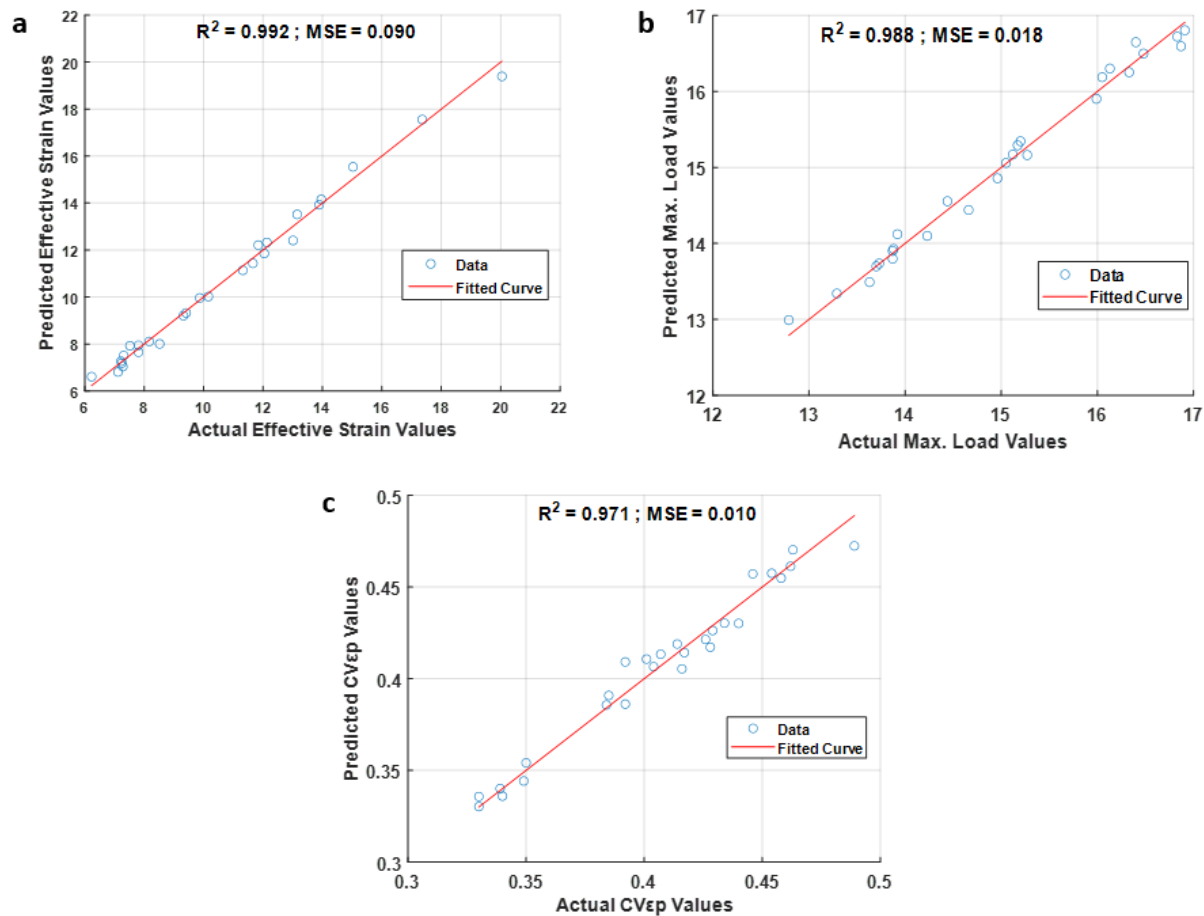 a
R² = 0.992 ; MSE = 0.090
Predicted Effective Strain Values
22
20
18
16
14
12
10
8
6
Data
Fitted Curve
6 8 10 12 14 16 18 20 22
Actual Effective Strain Values
b
R² = 0.988 ; MSE = 0.018
Predicted Max. Load Values
17
16
15
14
13
12
Data
Fitted Curve
12 13 14 15 16 17
Actual Max. Load Values
c
R² = 0.971 ; MSE = 0.010
Predicted CVεp Values
0.5
0.45
0.4
0.35
0.3
Data
Fitted Curve
0.3 0.35 0.4 0.45 0.5
Actual CVεp Values